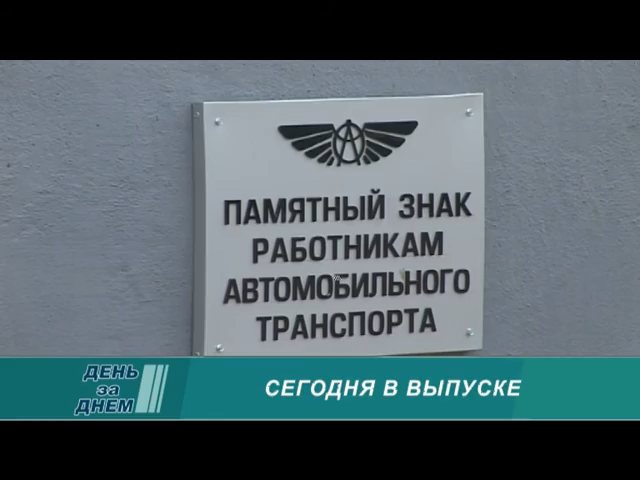 ПАМЯТНЫЙ ЗНАК
РАБОТНИКАМ
АВТОМОБИЛЬНОГО
ТРАНСПОРТА
ДЕНЬ
за
ДНЕМ
СЕГОДНЯ В ВЫПУСКЕ